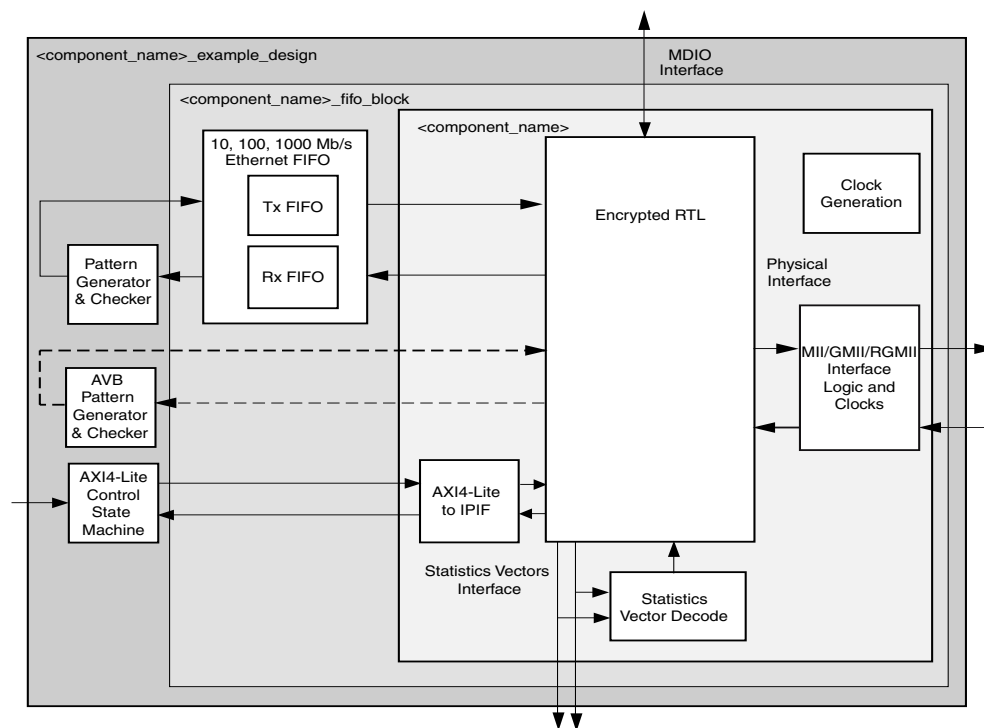 <component_name>_example_design
MDIO
Interface
<component_name>_fifo_block
<component_name>
10, 100, 1000 Mb/s
Ethernet FIFO
Tx FIFO
Rx FIFO
Encrypted RTL
Clock
Generation
Pattern
Generator
& Checker
Physical
Interface
MII/GMII/RGMII
Interface
Logic and
Clocks
AVB
Pattern
Generator
& Checker
AXI4-Lite
Control
State
Machine
AXI4-Lite
to IPIF
Statistics Vectors
Interface
Statistics
Vector Decode